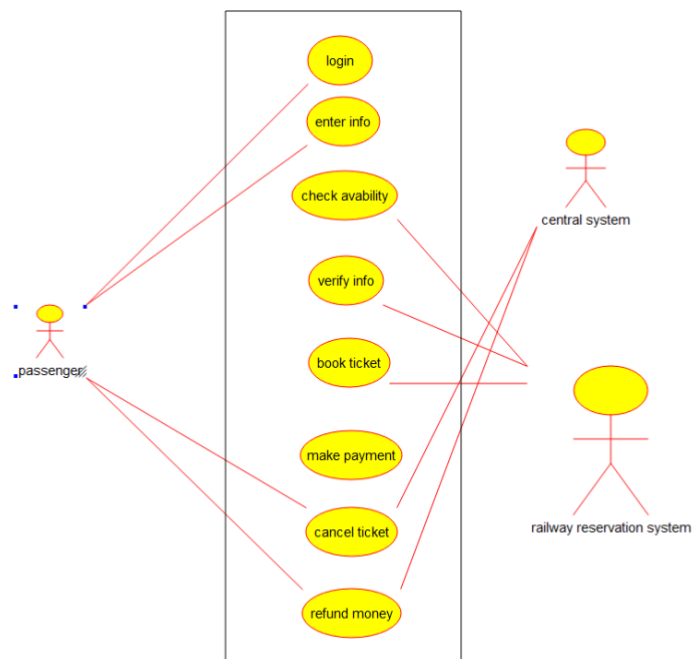 login
enter info
check avability
central system
verify info
book ticket
passenger
make payment
cancel ticket
railway reservation system
refund money